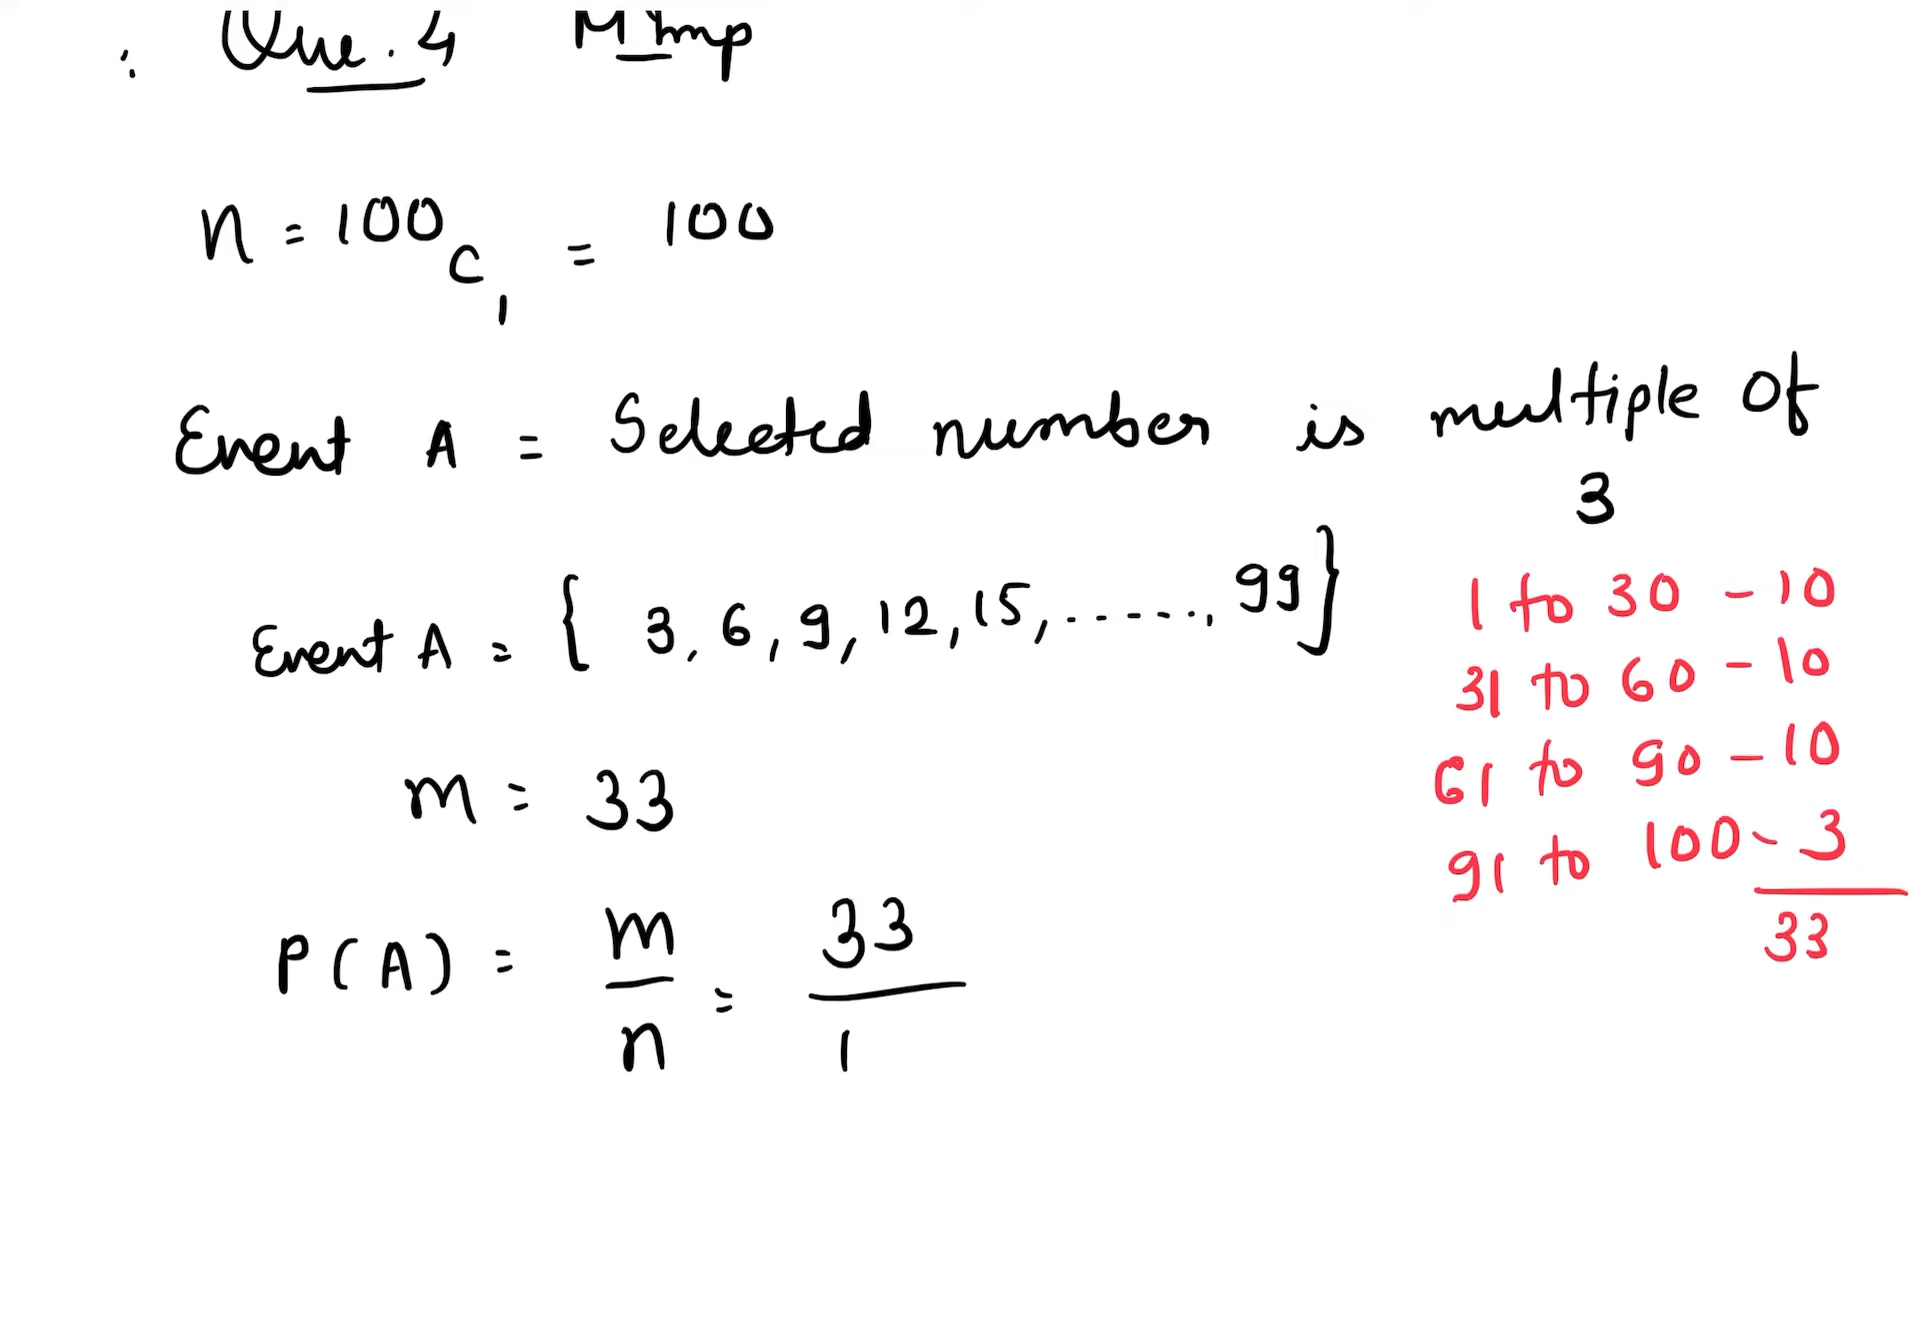 Que. 4 M Imp
n = 100 C 1 = 100
Event A = Selected number is multiple of
3
Event A = { 3, 6, 9, 12, 15, ......, 99}
m = 33
P(A) = m/n = 33/1
1 to 30 - 10
31 to 60 - 10
61 to 90 - 10
91 to 100 - 3
33